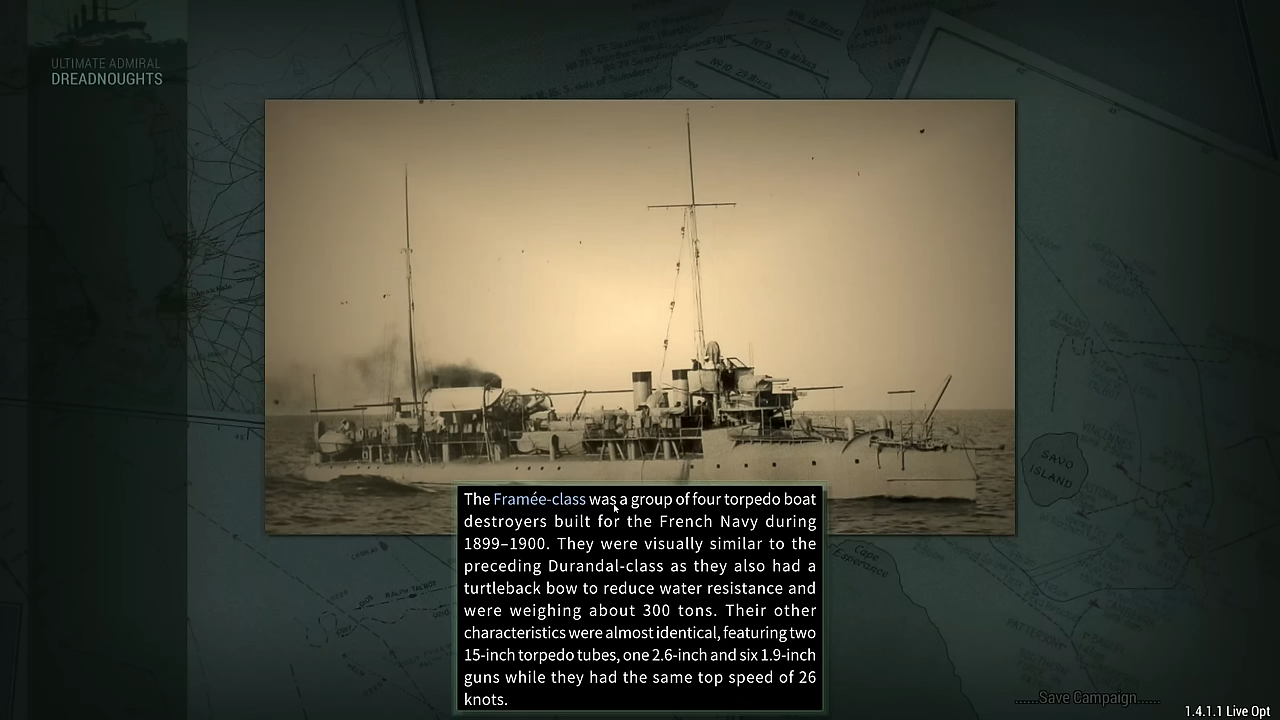 ULTIMATE ADMIRAL
DREADNOUGHTS
SAVO
ISLAND
Cape
Esperance
The Framée-class was a group of four torpedo boat
destroyers built for the French Navy during
1899–1900. They were visually similar to the
preceding Durandal-class as they also had a
turtleback bow to reduce water resistance and
were weighing about 300 tons. Their other
characteristics were almost identical, featuring two
15-inch torpedo tubes, one 2.6-inch and six 1.9-inch
guns while they had the same top speed of 26
knots.
......Save Campaign......
1.4.1.1 Live Opt